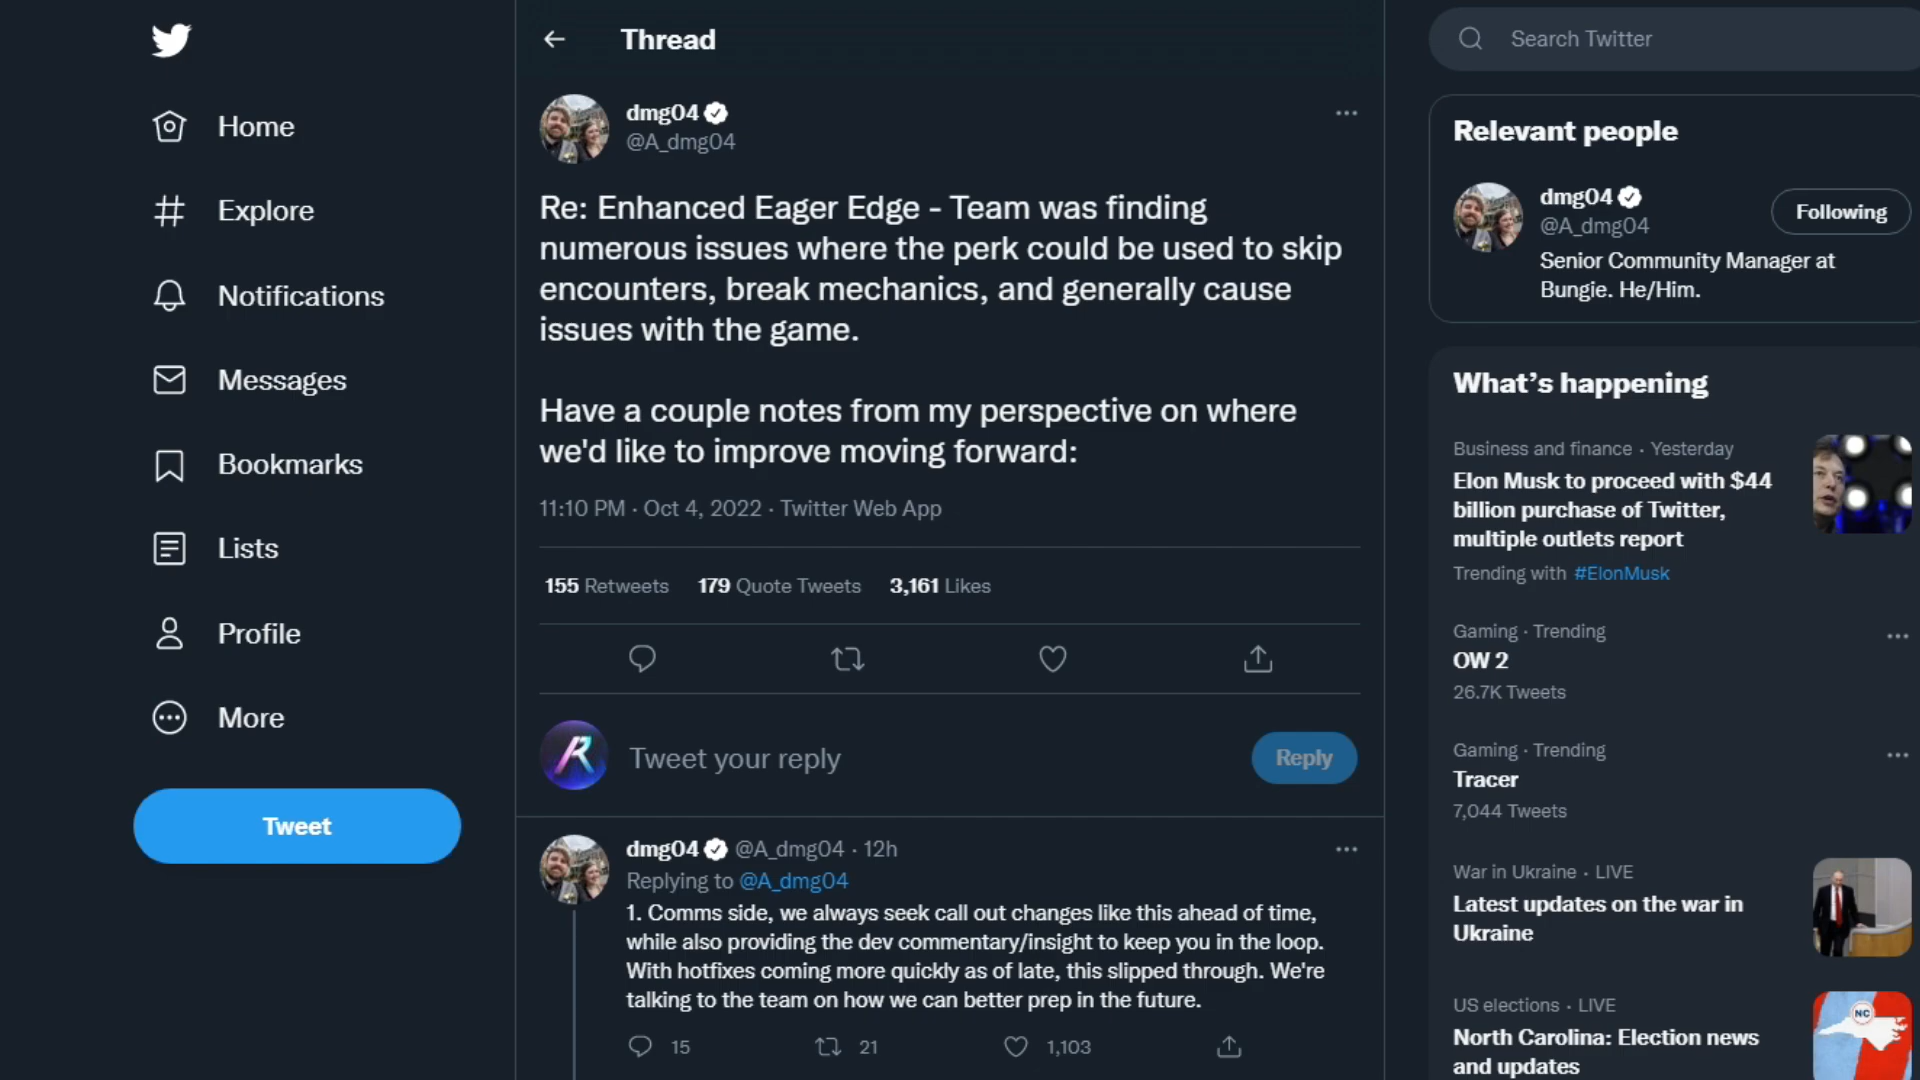 Home
Explore
Notifications
Messages
Bookmarks
Lists
Profile
More
Tweet
Thread
dmg04
@A_dmg04
Re: Enhanced Eager Edge - Team was finding
numerous issues where the perk could be used to skip
encounters, break mechanics, and generally cause
issues with the game.
Have a couple notes from my perspective on where
we'd like to improve moving forward:
11:10 PM · Oct 4, 2022 · Twitter Web App
155 Retweets 179 Quote Tweets 3,161 Likes
Tweet your reply
Reply
dmg04 @A_dmg04 · 12h
Replying to @A_dmg04
1. Comms side, we always seek call out changes like this ahead of time,
while also providing the dev commentary/insight to keep you in the loop.
With hotfixes coming more quickly as of late, this slipped through. We're
talking to the team on how we can better prep in the future.
15 21 1,103
Search Twitter
Relevant people
dmg04
@A_dmg04
Following
Senior Community Manager at
Bungie. He/Him.
What's happening
Business and finance · Yesterday
Elon Musk to proceed with $44
billion purchase of Twitter,
multiple outlets report
Trending with #ElonMusk
Gaming · Trending
OW 2
26.7K Tweets
Gaming · Trending
Tracer
7,044 Tweets
War in Ukraine · LIVE
Latest updates on the war in
Ukraine
US elections · LIVE
North Carolina: Election news
and updates
NC